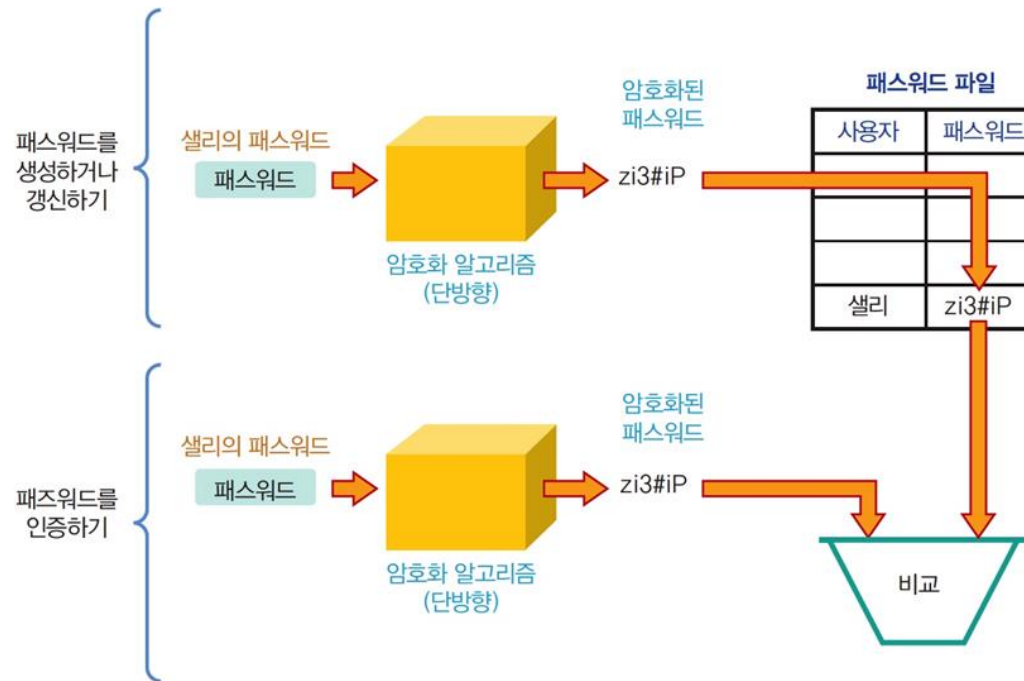 패스워드를
생성하거나
갱신하기
샐리의 패스워드
패스워드
암호화 알고리즘
(단방향)
암호화된
패스워드
zi3#iP
패스워드 파일
사용자 패스워드
샐리 zi3#iP
패즈워드를
인증하기
샐리의 패스워드
패스워드
암호화 알고리즘
(단방향)
암호화된
패스워드
zi3#iP
비교